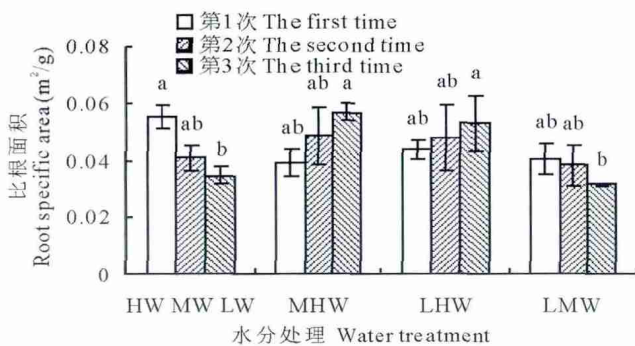 第1次 The first time
第2次 The second time
第3次 The third time
比根面积
Root specific area(m²/g)
0.08
0.06
0.04
0.02
0
a
ab
b
ab
ab
a
ab
ab
a
ab
ab
b
HW MW LW
MHW
LHW
LMW
水分处理 Water treatment